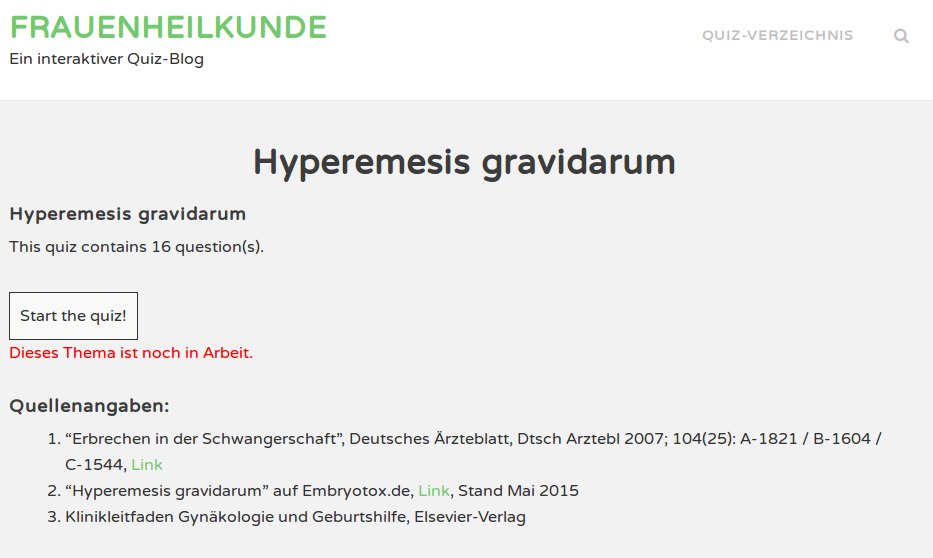 FRAUENHEILKUNDE
Ein interaktiver Quiz-Blog
QUIZ-VERZEICHNIS
Hyperemesis gravidarum
Hyperemesis gravidarum
This quiz contains 16 question(s).
Start the quiz!
Dieses Thema ist noch in Arbeit.
Quellenangaben:
1. “Erbrechen in der Schwangerschaft”, Deutsches Ärzteblatt, Dtsch Arztebl 2007; 104(25): A-1821 / B-1604 /
C-1544, Link
2. “Hyperemesis gravidarum” auf Embryotox.de, Link, Stand Mai 2015
3. Klinikleitfaden Gynäkologie und Geburtshilfe, Elsevier-Verlag